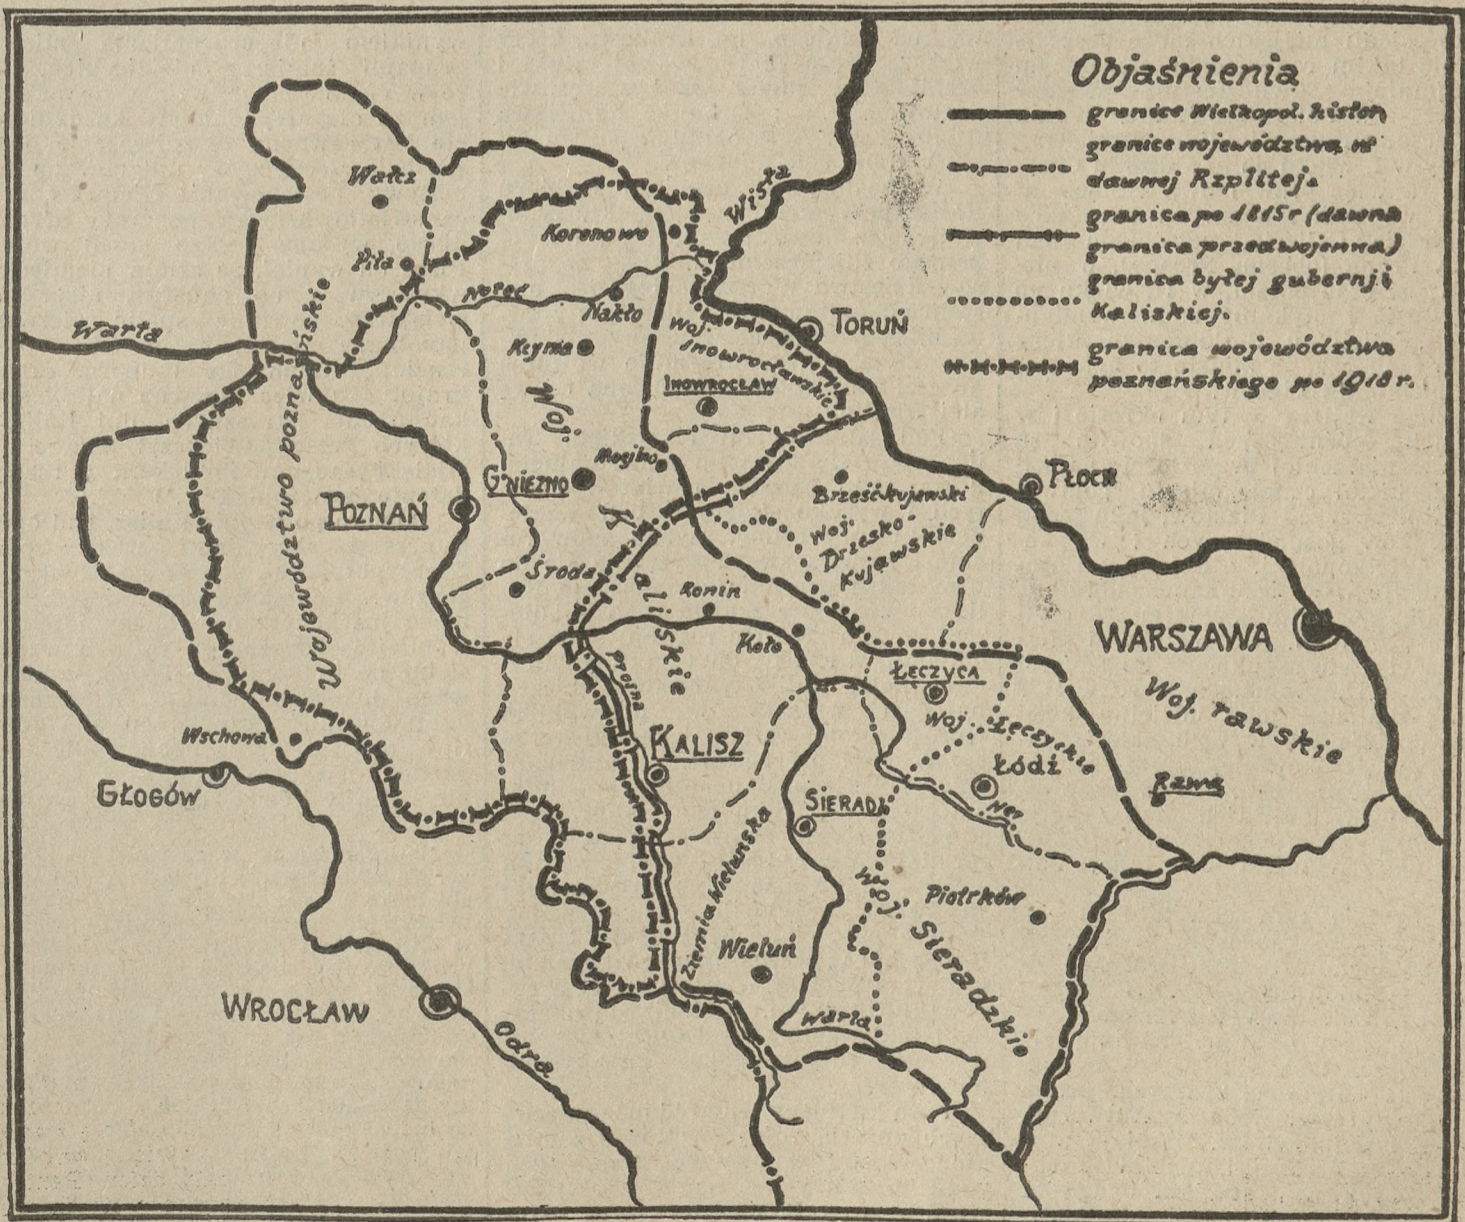 Objaśnienia
granice Wielkopol. histor.
granice województwa w
dawnej Rzplitej.
granica po 1815 r (dawna
granica przedwojenna)
granica byłej gubernji
Kaliskiej.
granica województwa
poznańskiego po 1918 r.
Wałcz
Wisła
Koronowo
Piła
Noteć
Nakło
Warta
TORUŃ
Woj.
Inowrocławskie
Kcynia
INOWROCŁAW
Województwo poznańskie
Woj.
Kaliskie
GNIEZNO
POZNAŃ
Brześć Kujawski
PŁOCK
Woj.
Brzesko-
Kujawskie
Środa
Konin
Koło
WARSZAWA
ŁĘCZYCA
Woj. Łęczyckie
Woj. rawskie
Prosna
Wschowa
KALISZ
GŁOGÓW
ŁÓDŹ
Rawa
Ner
SIERADZ
Ziemia Wieluńska
Woj. Sieradzkie
Piotrków
Wieluń
WROCŁAW
Odra
Warta